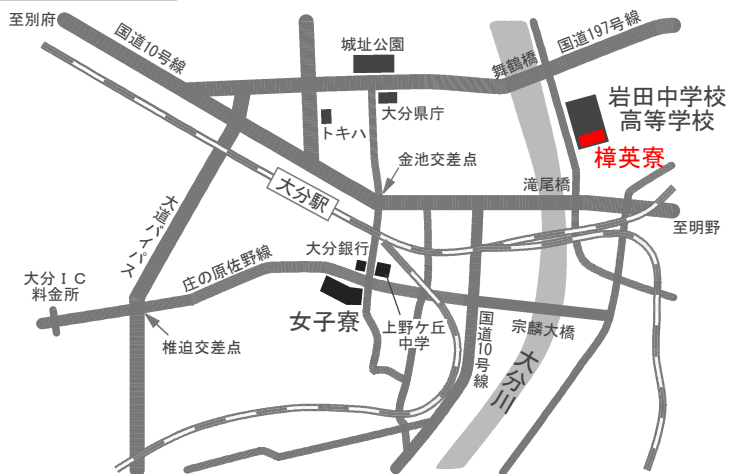 至別府
国道10号線
城址公園
舞鶴橋
国道197号線
大分県庁
トキハ
岩田中学校
高等学校
樟英寮
金池交差点
大分駅
滝尾橋
至明野
大道バイパス
大分銀行
庄の原佐野線
大分IC
料金所
女子寮
上野ケ丘
中学
国道10号線
宗麟大橋
椎迫交差点
大分川